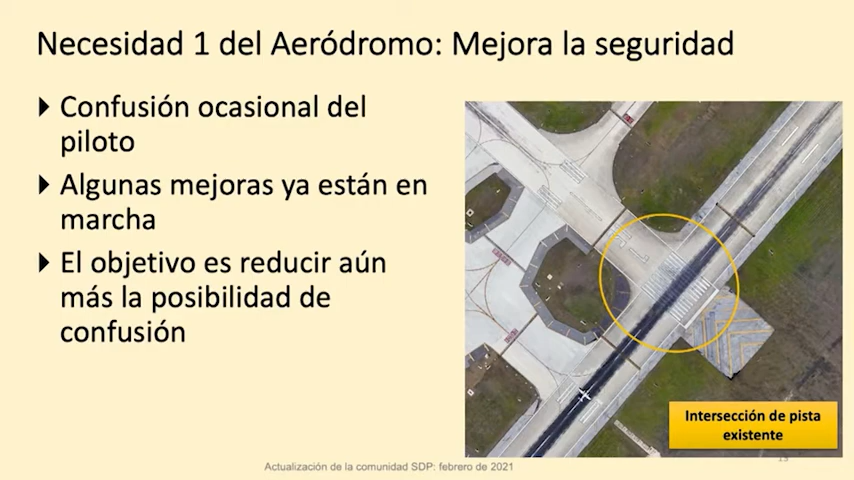 Necesidad 1 del Aeródromo: Mejora la seguridad
Confusión ocasional del
piloto
Algunas mejoras ya están en
marcha
El objetivo es reducir aún
más la posibilidad de
confusión
Intersección de pista
existente
Actualización de la comunidad SDP: febrero de 2021